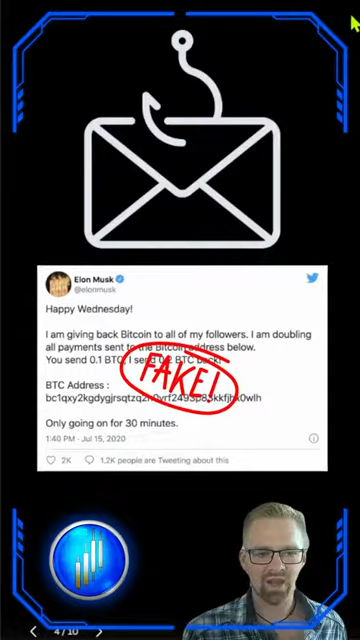 Elon Musk
@elonmusk
Happy Wednesday!
I am giving back Bitcoin to all of my followers. I am doubling
all payments sent to the Bitcoin address below.
You send 0.1 BTC, I send 0.2 BTC back!
FAKE!
BTC Address :
Only going on for 30 minutes.
1:40 PM - Jul 15, 2020
2K 1.2K people are Tweeting about this
4/10